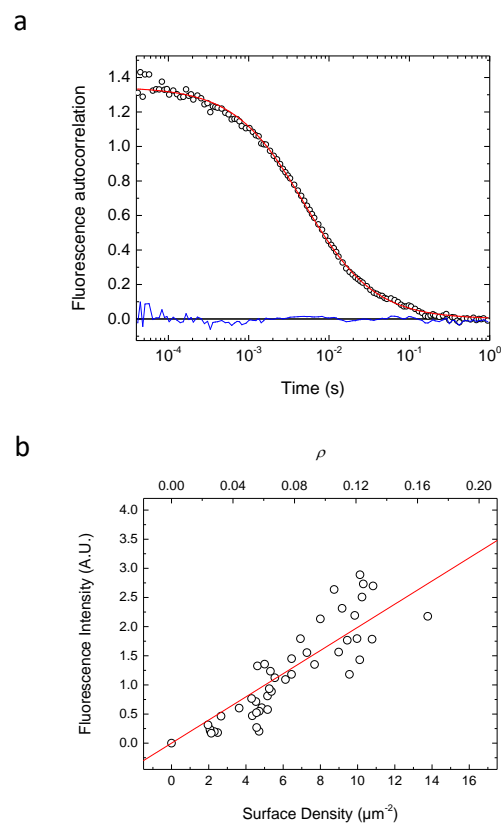 a
1.4
1.2
1.0
0.8
0.6
0.4
0.2
0.0
Fluorescence autocorrelation
10⁻⁴ 10⁻³ 10⁻² 10⁻¹ 10⁰
Time (s)
b
ρ
0.00 0.04 0.08 0.12 0.16 0.20
4.0
3.5
3.0
2.5
2.0
1.5
1.0
0.5
0.0
Fluorescence Intensity (A.U.)
0 2 4 6 8 10 12 14 16
Surface Density (µm⁻²)